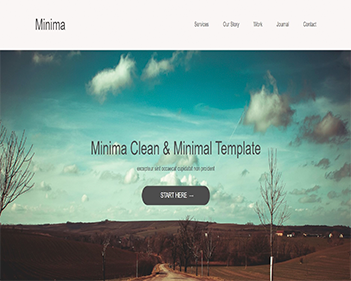 Minima
Services Our Story Work Journal Contact
Minima Clean & Minimal Template
excepteur sint occaecat cupidatat non proident
START HERE →